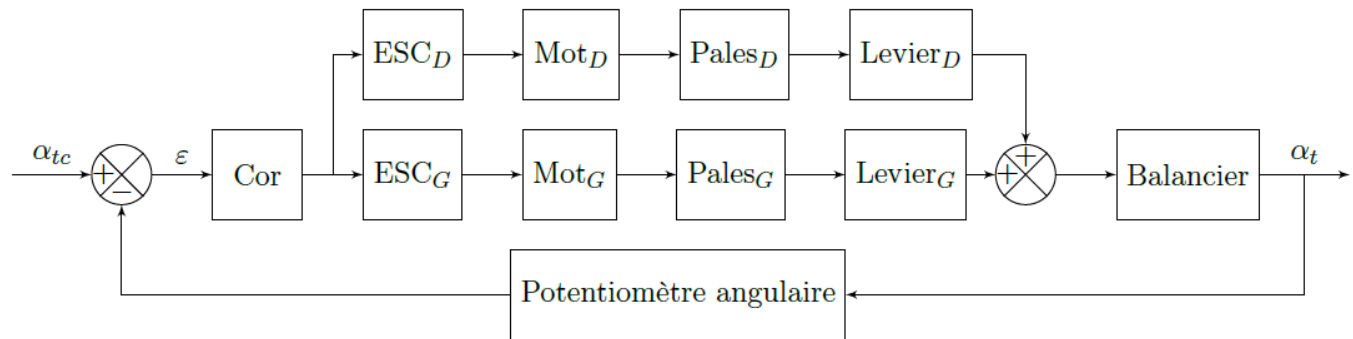 ESC_D Mot_D Pales_D Levier_D
α_tc + − ε Cor ESC_G Mot_G Pales_G Levier_G + + Balancier α_t
Potentiomètre angulaire